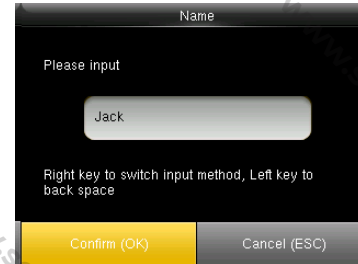 Name
Please input
Jack
Right key to switch input method, Left key to
back space
Confirm (OK)
Cancel (ESC)